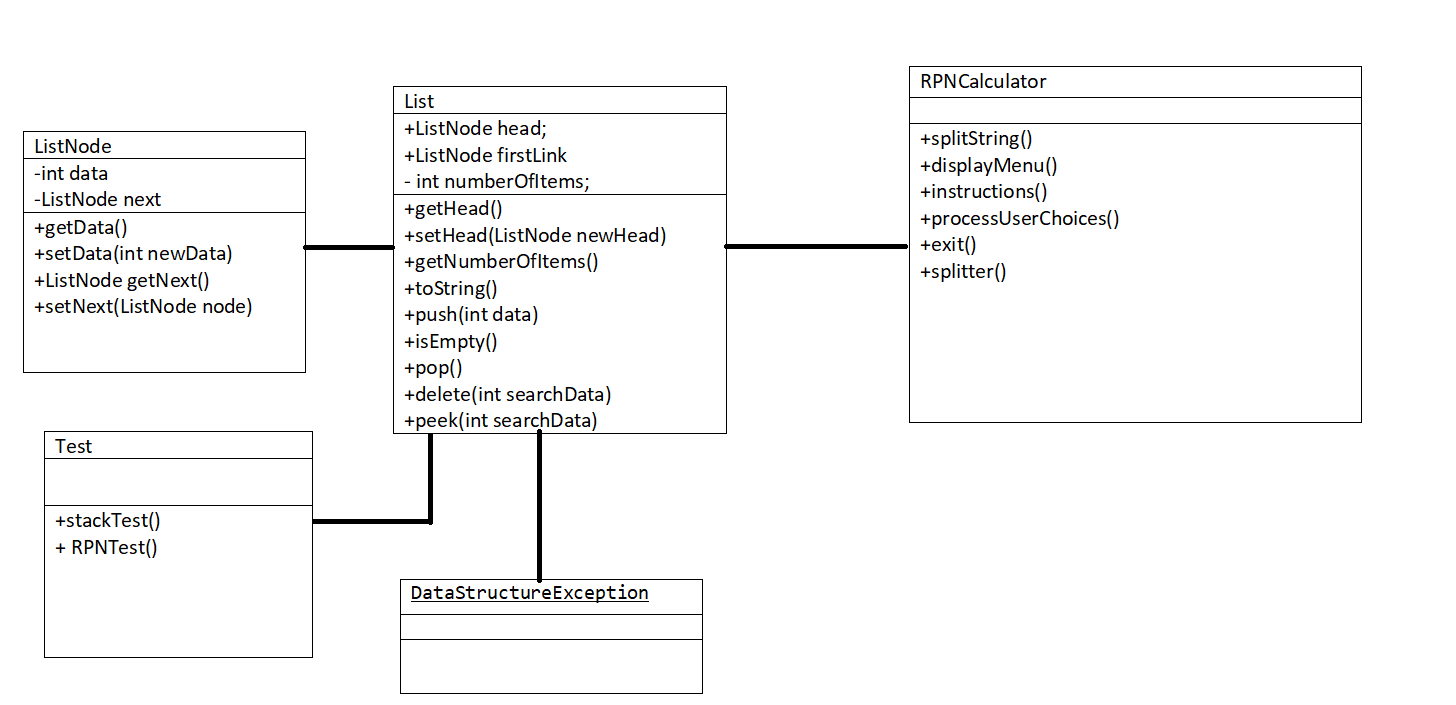 ListNode
-int data
-ListNode next
+getData()
+setData(int newData)
+ListNode getNext()
+setNext(ListNode node)
List
+ListNode head;
+ListNode firstLink
- int numberOfItems;
+getHead()
+setHead(ListNode newHead)
+getNumberOfItems()
+toString()
+push(int data)
+isEmpty()
+pop()
+delete(int searchData)
+peek(int searchData)
RPNCalculator
+splitString()
+displayMenu()
+instructions()
+processUserChoices()
+exit()
+splitter()
Test
+stackTest()
+ RPNTest()
DataStructureException